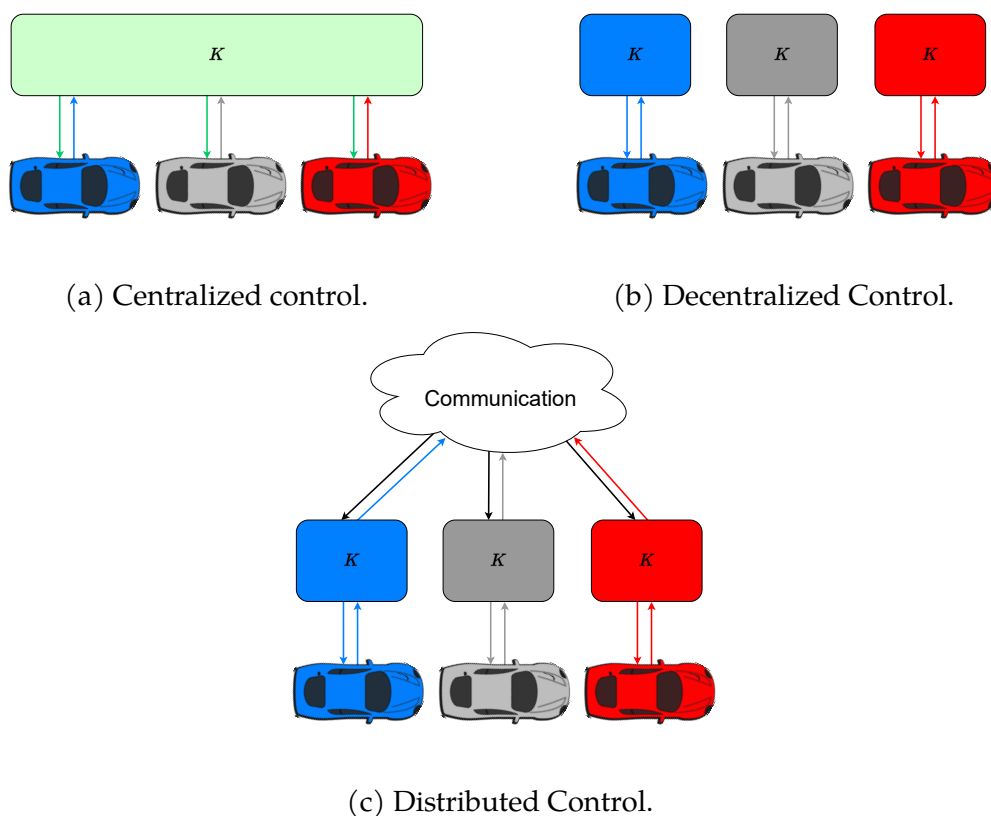 K
K
K
K
(a) Centralized control.
(b) Decentralized Control.
Communication
K
K
K
(c) Distributed Control.